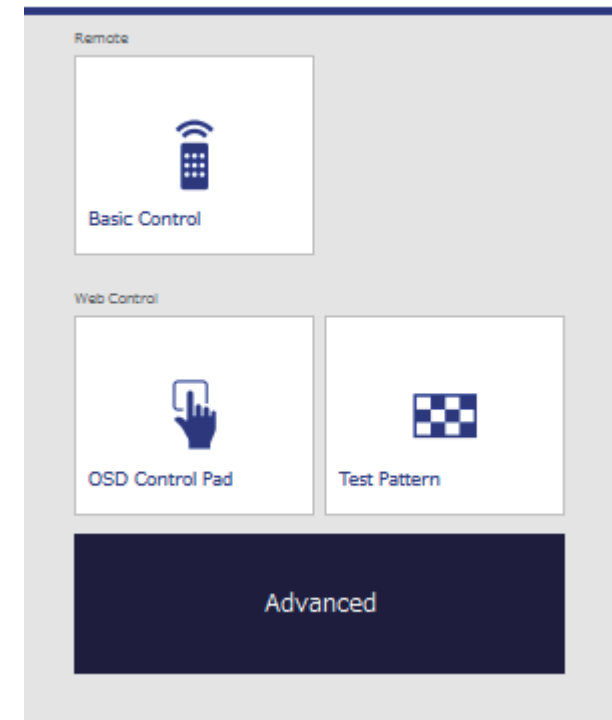 Remote
Basic Control
Web Control
OSD Control Pad
Test Pattern
Advanced